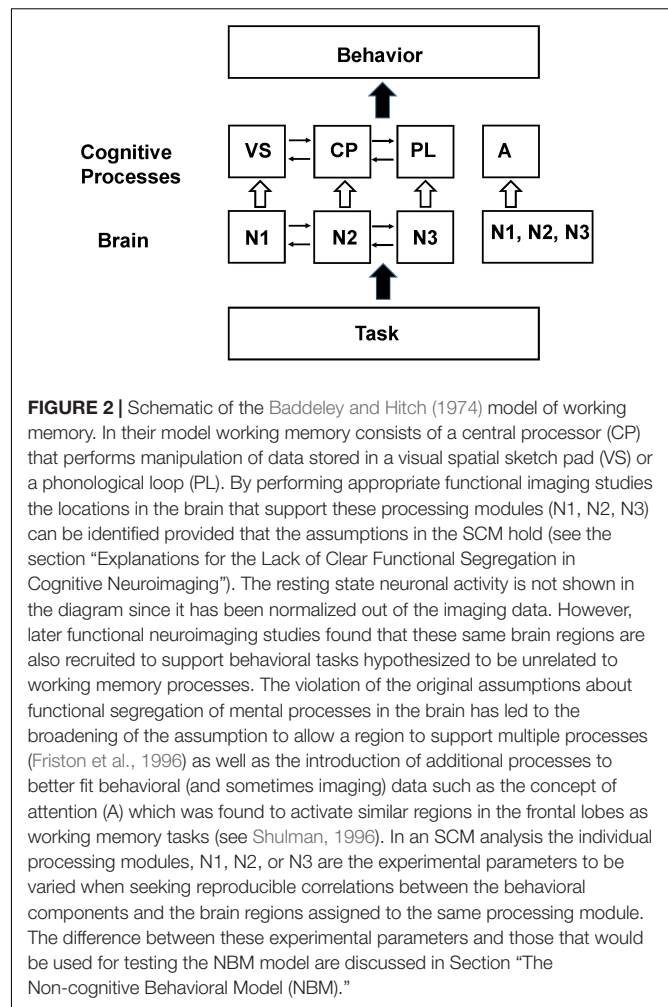 Behavior
Cognitive
Processes
VS
CP
PL
A
Brain
N1
N2
N3
N1, N2, N3
Task
FIGURE 2 | Schematic of the Baddeley and Hitch (1974) model of working
memory. In their model working memory consists of a central processor (CP)
that performs manipulation of data stored in a visual spatial sketch pad (VS) or
a phonological loop (PL). By performing appropriate functional imaging studies
the locations in the brain that support these processing modules (N1, N2, N3)
can be identified provided that the assumptions in the SCM hold (see the
section “Explanations for the Lack of Clear Functional Segregation in
Cognitive Neuroimaging”). The resting state neuronal activity is not shown in
the diagram since it has been normalized out of the imaging data. However,
later functional neuroimaging studies found that these same brain regions are
also recruited to support behavioral tasks hypothesized to be unrelated to
working memory processes. The violation of the original assumptions about
functional segregation of mental processes in the brain has led to the
broadening of the assumption to allow a region to support multiple processes
(Friston et al., 1996) as well as the introduction of additional processes to
better fit behavioral (and sometimes imaging) data such as the concept of
attention (A) which was found to activate similar regions in the frontal lobes as
working memory tasks (see Shulman, 1996). In an SCM analysis the individual
processing modules, N1, N2, or N3 are the experimental parameters to be
varied when seeking reproducible correlations between the behavioral
components and the brain regions assigned to the same processing module.
The difference between these experimental parameters and those that would
be used for testing the NBM model are discussed in Section “The
Non-cognitive Behavioral Model (NBM).”